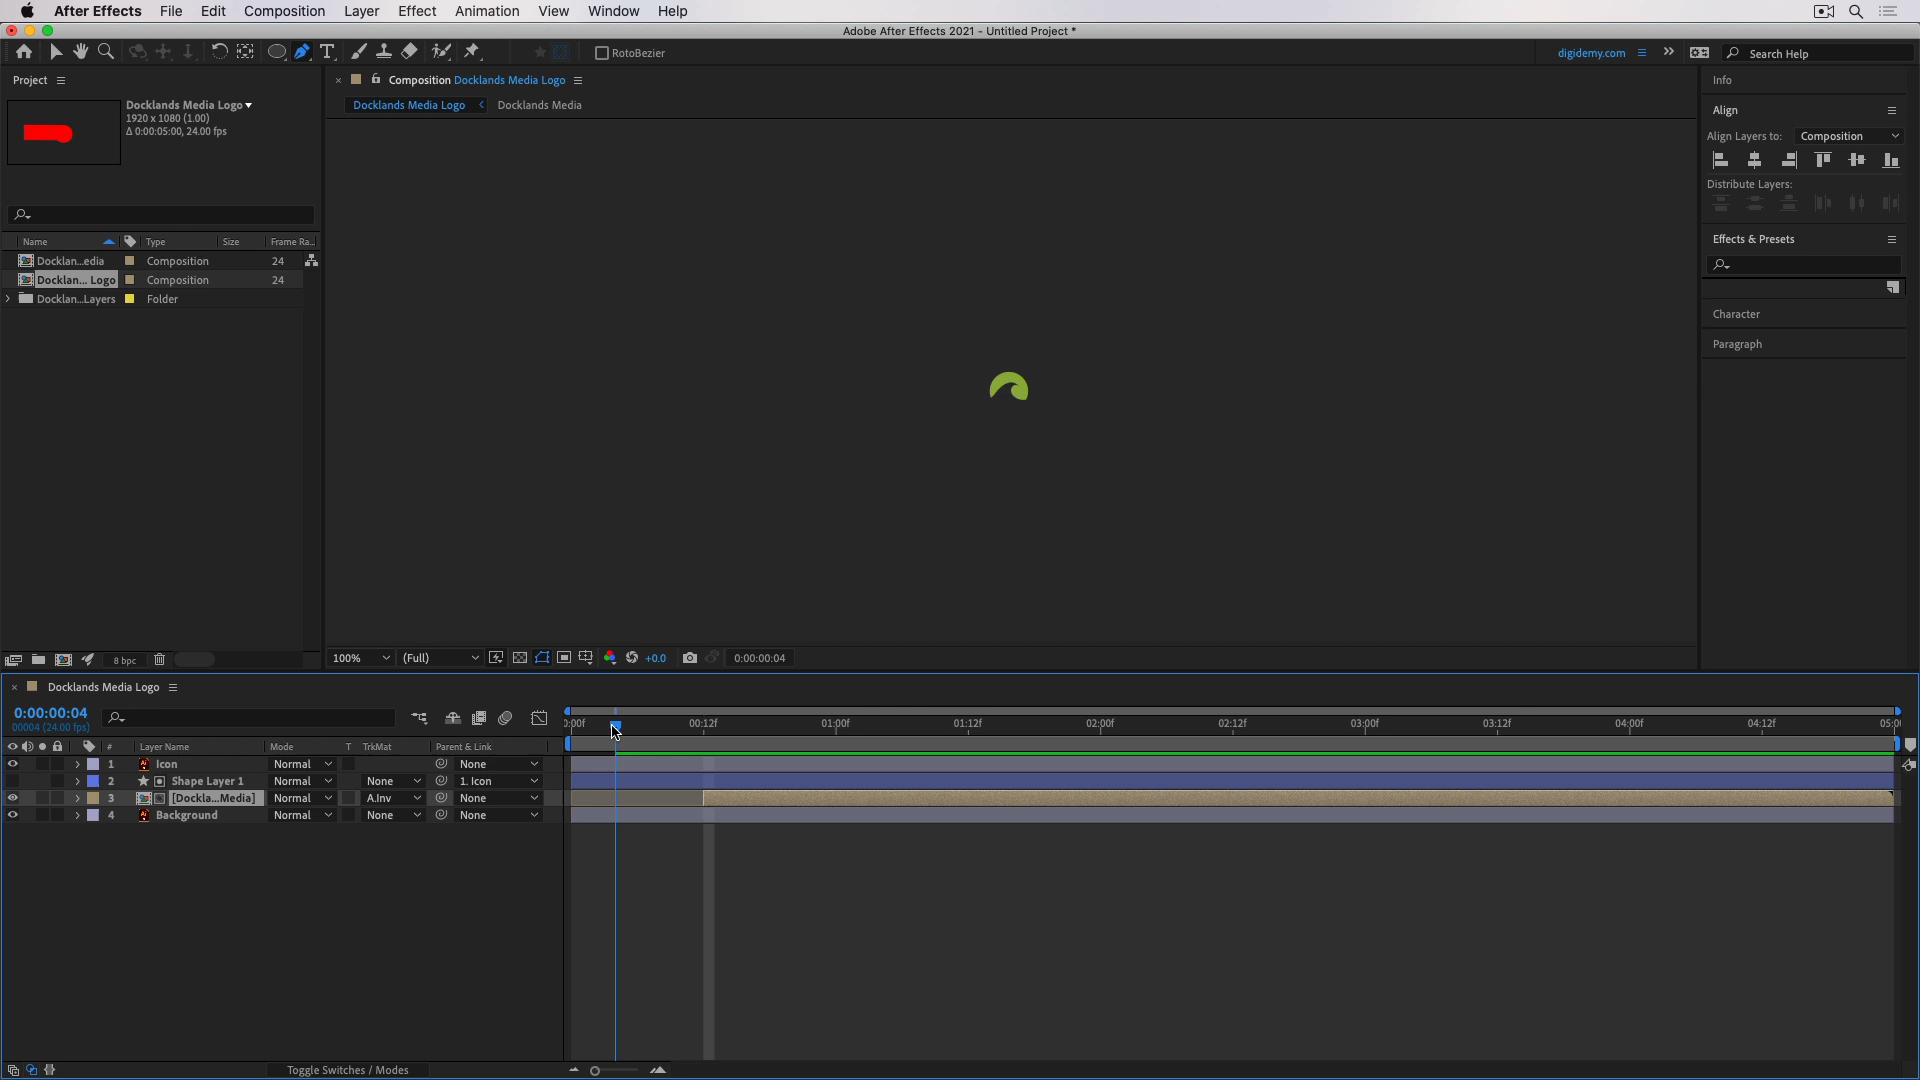 After Effects File Edit Composition Layer Effect Animation View Window Help
Adobe After Effects 2021 - Untitled Project *
RotoBezier digidemy.com Search Help
Project
Docklands Media Logo
1920 x 1080 (1.00)
Δ 0:00:05:00, 24.00 fps
Name Type Size Frame Ra...
Docklan...edia Composition 24
Docklan... Logo Composition 24
Docklan...Layers Folder
8 bpc
Composition Docklands Media Logo
Docklands Media Logo Docklands Media
100% (Full) +0.0 0:00:00:04
Info
Align
Align Layers to: Composition
Distribute Layers:
Effects & Presets
Character
Paragraph
Docklands Media Logo
0:00:00:04
00004 (24.00 fps)
00:12f 01:00f 01:12f 02:00f 02:12f 03:00f 03:12f 04:00f 04:12f
# Layer Name Mode T TrkMat Parent & Link
1 Icon Normal None
2 Shape Layer 1 Normal None 1. Icon
3 [Dockla...Media] Normal A.Inv None
4 Background Normal None None
Toggle Switches / Modes